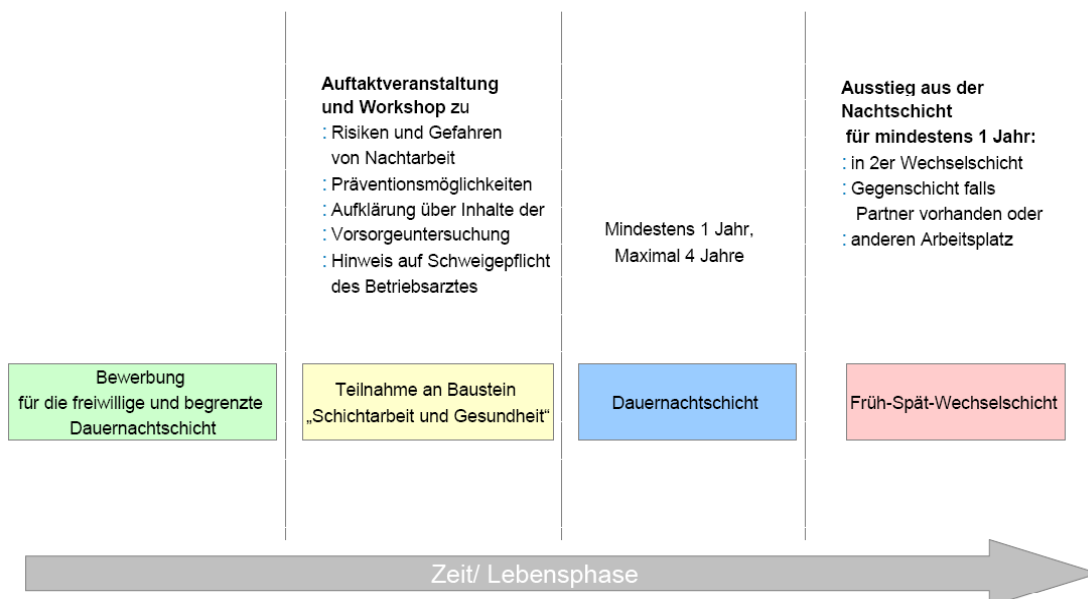 Auftaktveranstaltung
und Workshop zu
: Risiken und Gefahren
von Nachtarbeit
: Präventionsmöglichkeiten
: Aufklärung über Inhalte der
: Vorsorgeuntersuchung
: Hinweis auf Schweigepflicht
des Betriebsarztes
Mindestens 1 Jahr,
Maximal 4 Jahre
Ausstieg aus der
Nachtschicht
für mindestens 1 Jahr:
: in 2er Wechselschicht
: Gegenschicht falls
Partner vorhanden oder
: anderen Arbeitsplatz
Bewerbung
für die freiwillige und begrenzte
Dauernachtschicht
Teilnahme an Baustein
„Schichtarbeit und Gesundheit“
Dauernachtschicht
Früh-Spät-Wechselschicht
Zeit/ Lebensphase